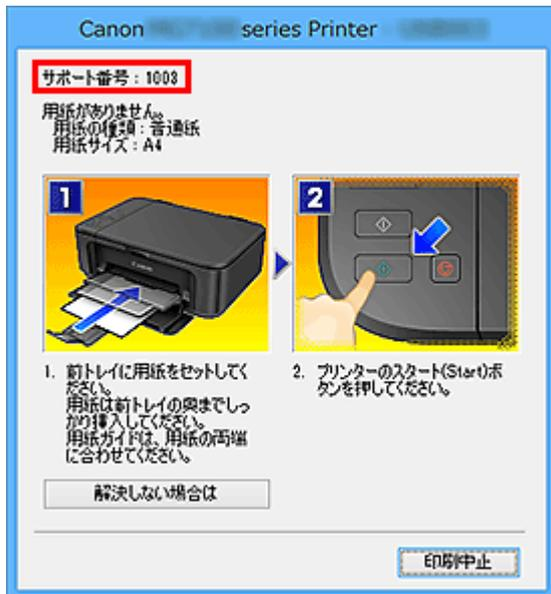 Canon series Printer -
サポート番号：1003
用紙がありません。
用紙の種類：普通紙
用紙サイズ：A4
1
2
Canon
1. 前トレイに用紙をセットしてく
ださい。
用紙は前トレイの奥までしっ
かり挿入してください。
用紙ガイドは、用紙の両端
に合わせてください。
2. プリンターのスタート(Start)ボ
タンを押してください。
解決しない場合は
印刷中止